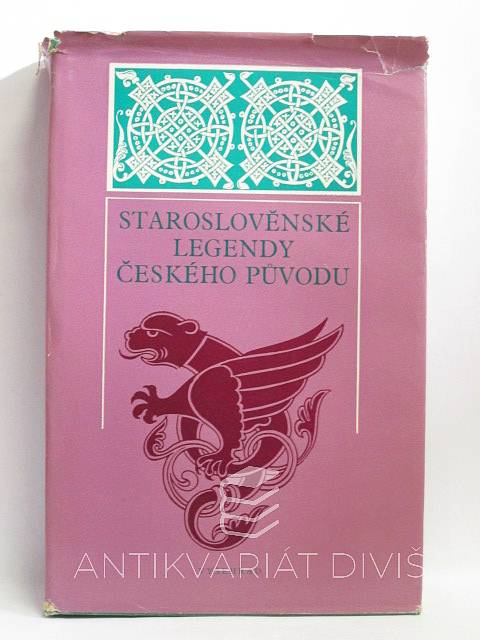 STAROSLOVĚNSKÉ
LEGENDY
ČESKÉHO PŮVODU
ANTIKVARIÁT DIVIŠ